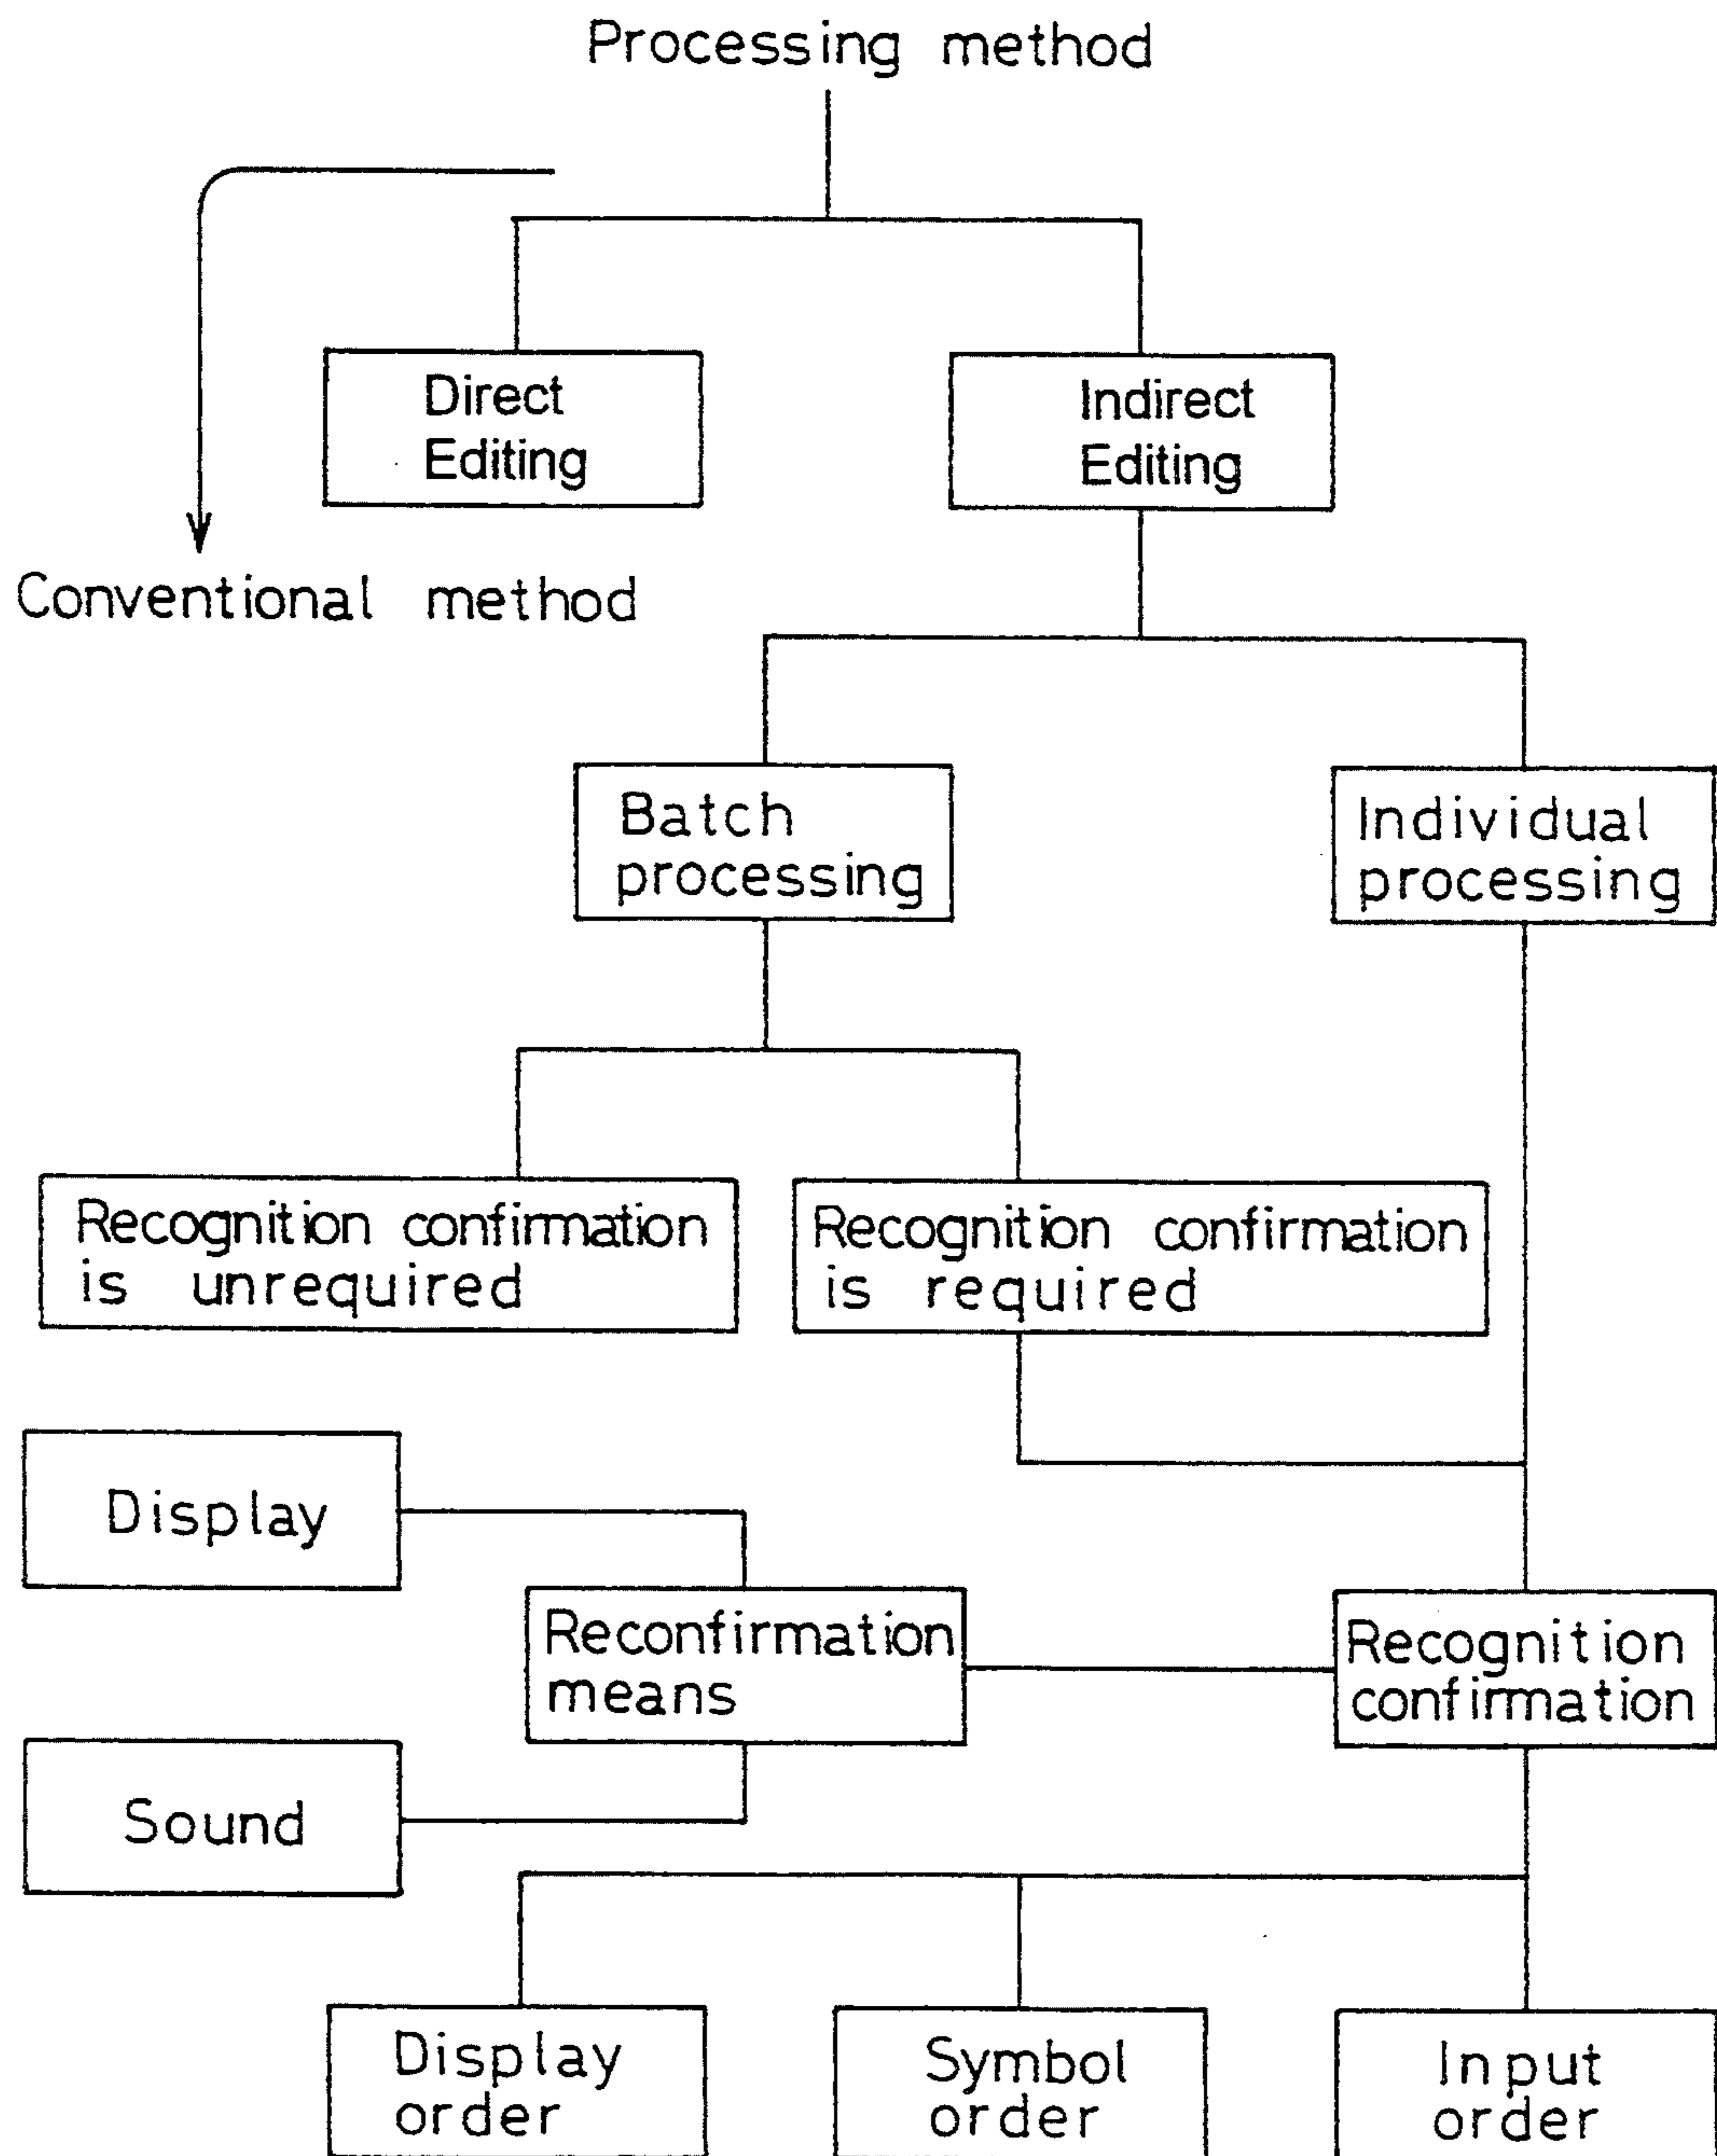 Processing method
Direct
Editing
Indirect
Editing
Conventional method
Batch
processing
Individual
processing
Recognition confirmation
is unrequired
Recognition confirmation
is required
Display
Reconfirmation
means
Recognition
confirmation
Sound
Display
order
Symbol
order
Input
order